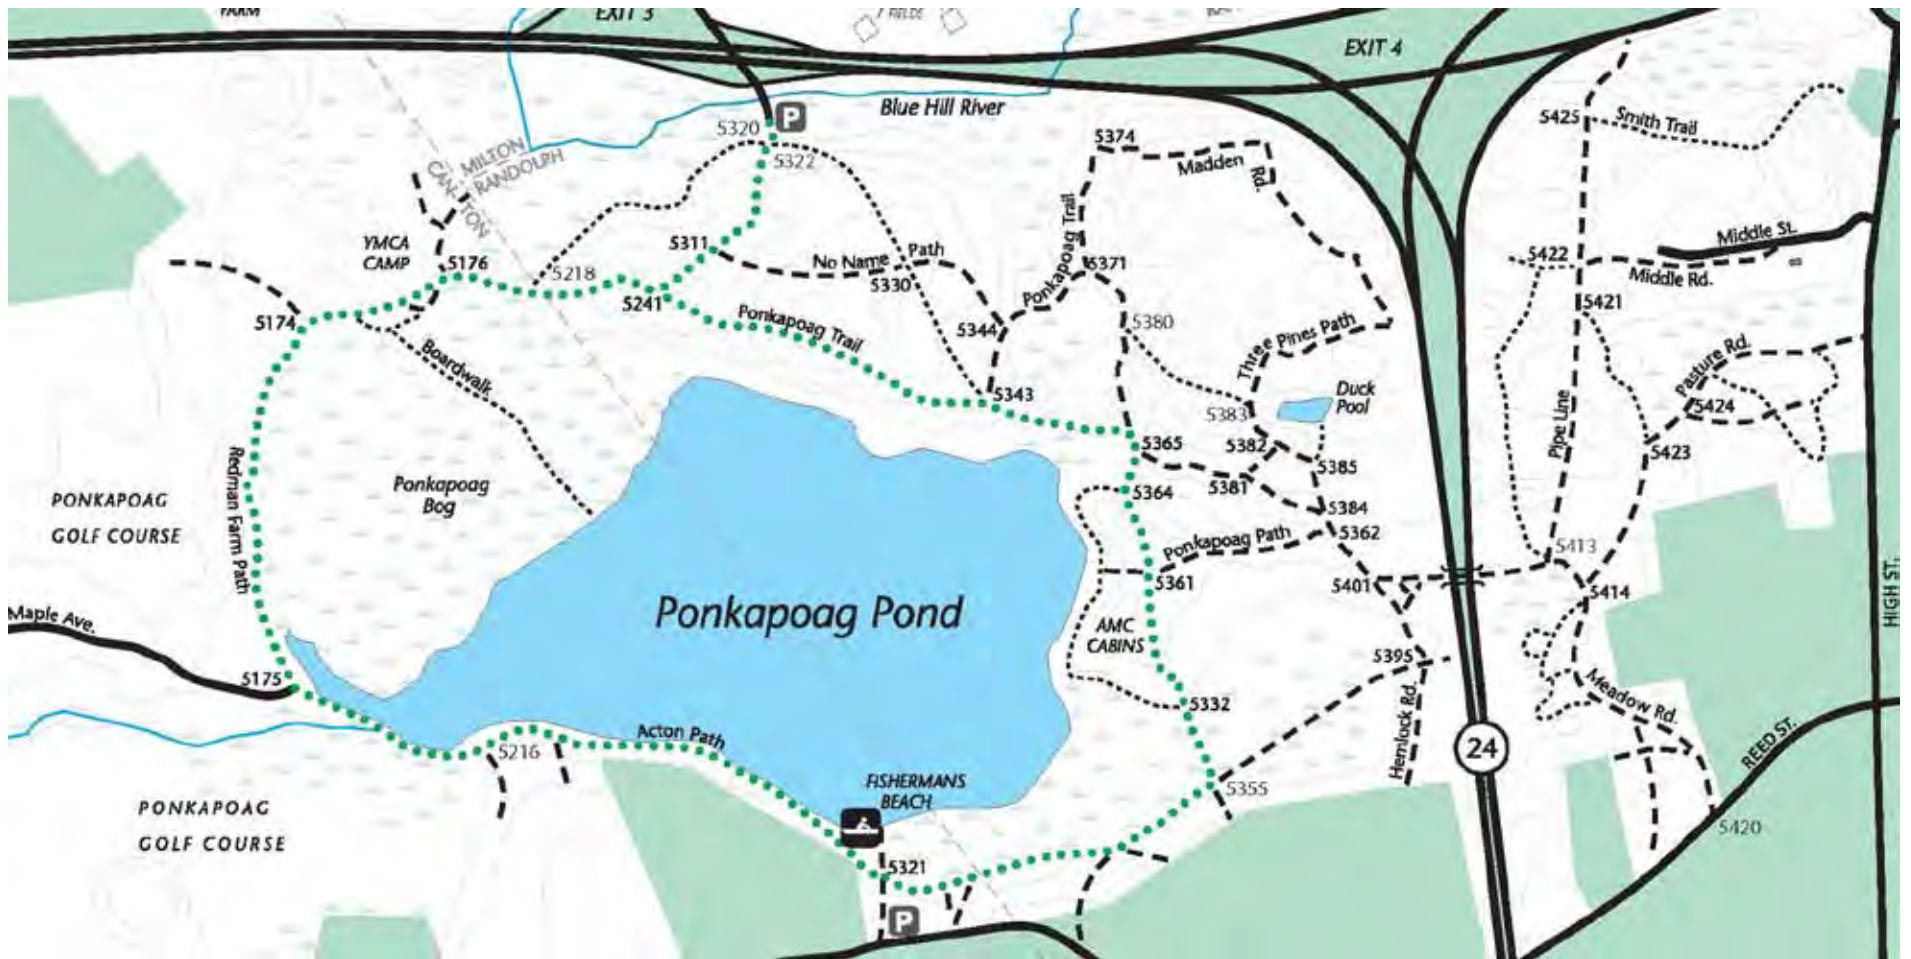 FARM
EXIT 3
FIELDS
EXIT 4
P
Blue Hill River
5320
5322
5374
Madden
Rd.
5425
Smith Trail
CAN-
TON
MILTON
RANDOLPH
YMCA
CAMP
5176
5218
5311
5241
No Name Path
5330
Ponkapoag Trail
5371
5422
Middle St.
Middle Rd.
5421
5174
Ponkapoag Trail
5344
5380
Three Pines Path
Boardwalk
5343
5383
Duck
Pool
Pasture Rd.
5424
Pipe Line
5423
Redman Farm Path
PONKAPOAG
GOLF COURSE
Ponkapoag
Bog
5365
5382
5385
5364
5381
5384
5362
Ponkapoag Path
5361
5401
5413
5414
HIGH ST.
Maple Ave.
Ponkapoag Pond
AMC
CABINS
5395
5175
5332
Hemlock Rd.
Meadow Rd.
5216
Acton Path
24
REED ST.
FISHERMANS
BEACH
5355
5420
PONKAPOAG
GOLF COURSE
5321
P